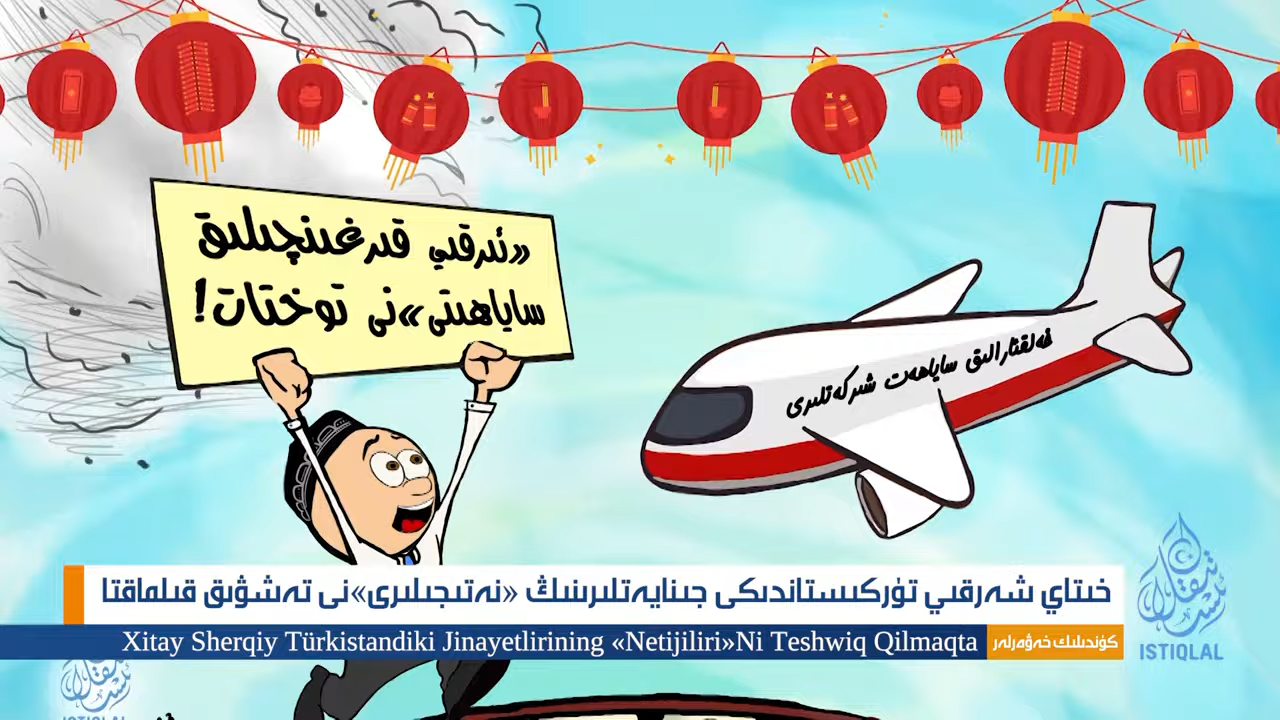 «ئىرقىي قىرغىنچىلىق
ساياھىتى»نى توختات!
خەلقئارالىق ساياھەت شىركەتلىرى
خىتاي شەرقىي تۈركىستاندىكى جىنايەتلىرىنىڭ «نەتىجىلىرى»نى تەشۋىق قىلماقتا
Xitay Sherqiy Türkistandiki Jinayetlirining «Netijiliri»Ni Teshwiq Qilmaqta
كۈندىلىك خەۋەرلەر
ISTIQLAL
ISTIQLAL